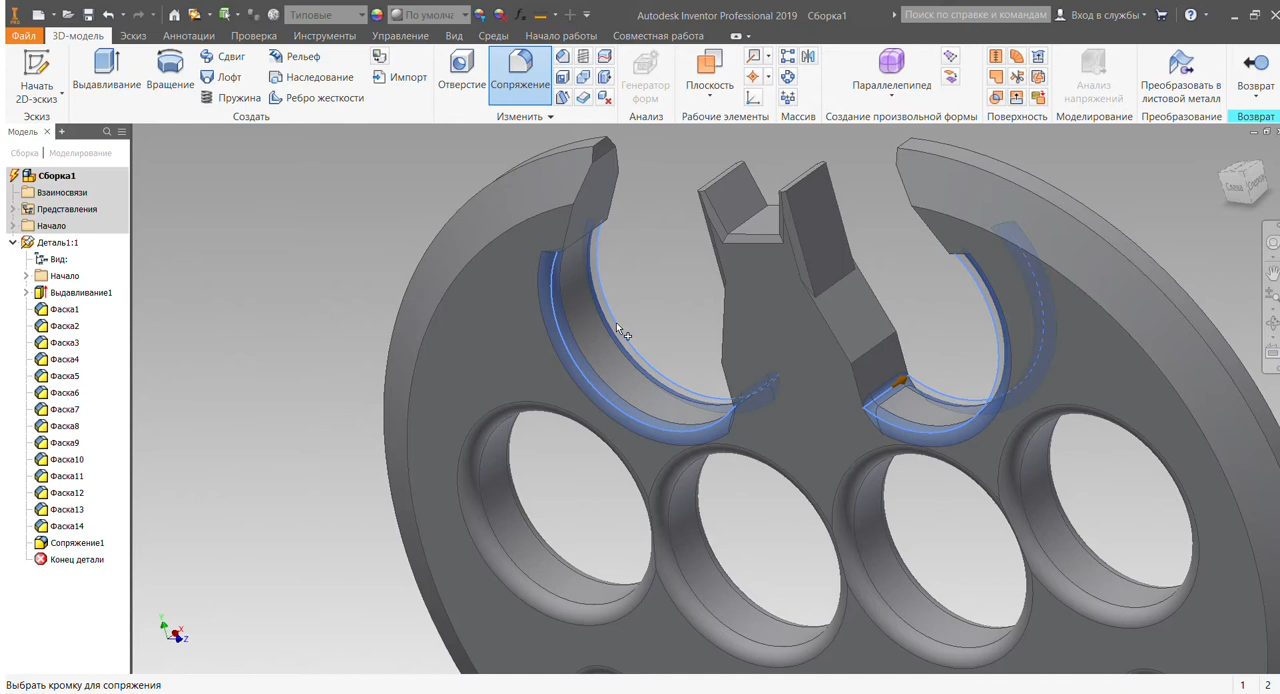 Типовые
По умолч
Autodesk Inventor Professional 2019
Сборка1
Поиск по справке и командам
Вход в службы
Файл
3D-модель
Эскиз
Аннотации
Проверка
Инструменты
Управление
Вид
Среды
Начало работы
Совместная работа
Начать
2D-эскиз
Выдавливание
Вращение
Сдвиг
Лофт
Пружина
Рельеф
Наследование
Ребро жесткости
Импорт
Отверстие
Сопряжение
Генератор
форм
Плоскость
Параллелепипед
Анализ
напряжений
Преобразовать в
листовой металл
Возврат
Эскиз
Создать
Изменить
Анализ
Рабочие элементы
Массив
Создание произвольной формы
Поверхность
Моделирование
Преобразование
Возврат
Модель
Сборка
Моделирование
Сборка1
Взаимосвязи
Представления
Начало
Деталь1:1
Вид:
Начало
Выдавливание1
Фаска1
Фаска2
Фаска3
Фаска4
Фаска5
Фаска6
Фаска7
Фаска8
Фаска9
Фаска10
Фаска11
Фаска12
Фаска13
Фаска14
Сопряжение1
Конец детали
Y
X
Z
Выбрать кромку для сопряжения
1
2